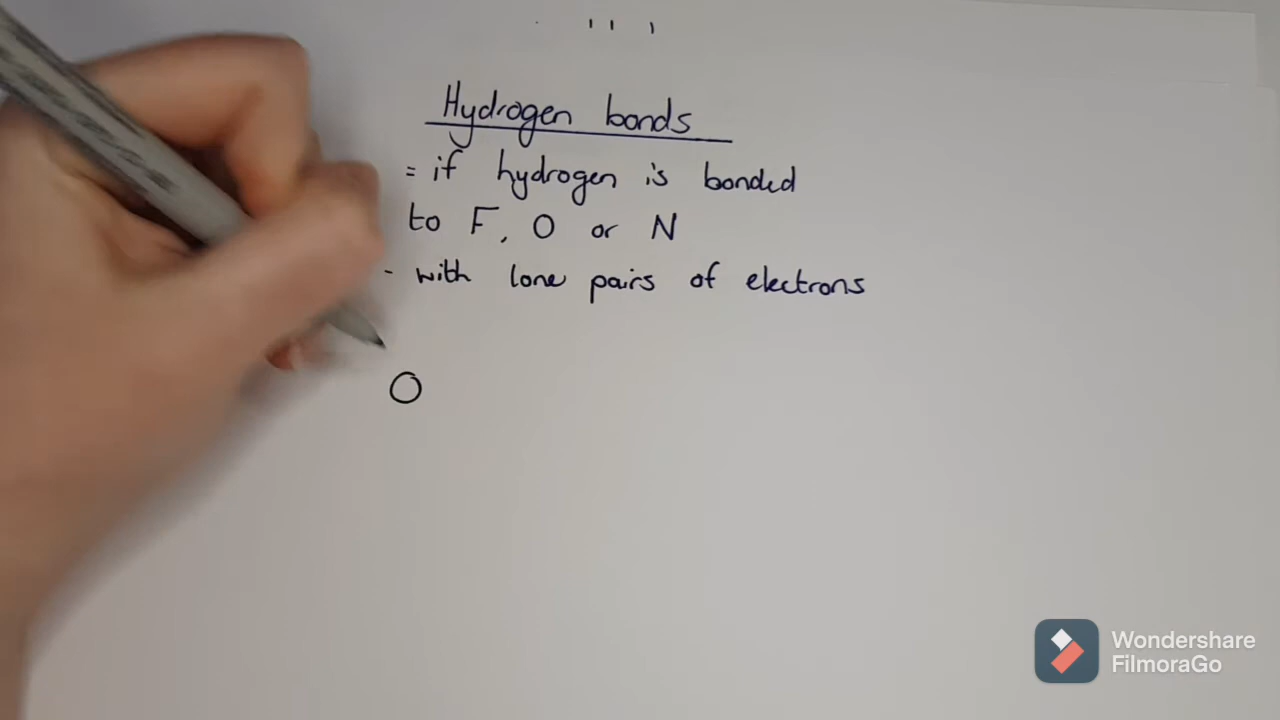 Hydrogen bonds
= if hydrogen is bonded
to F, O or N
- with lone pairs of electrons
O
Wondershare
FilmoraGo